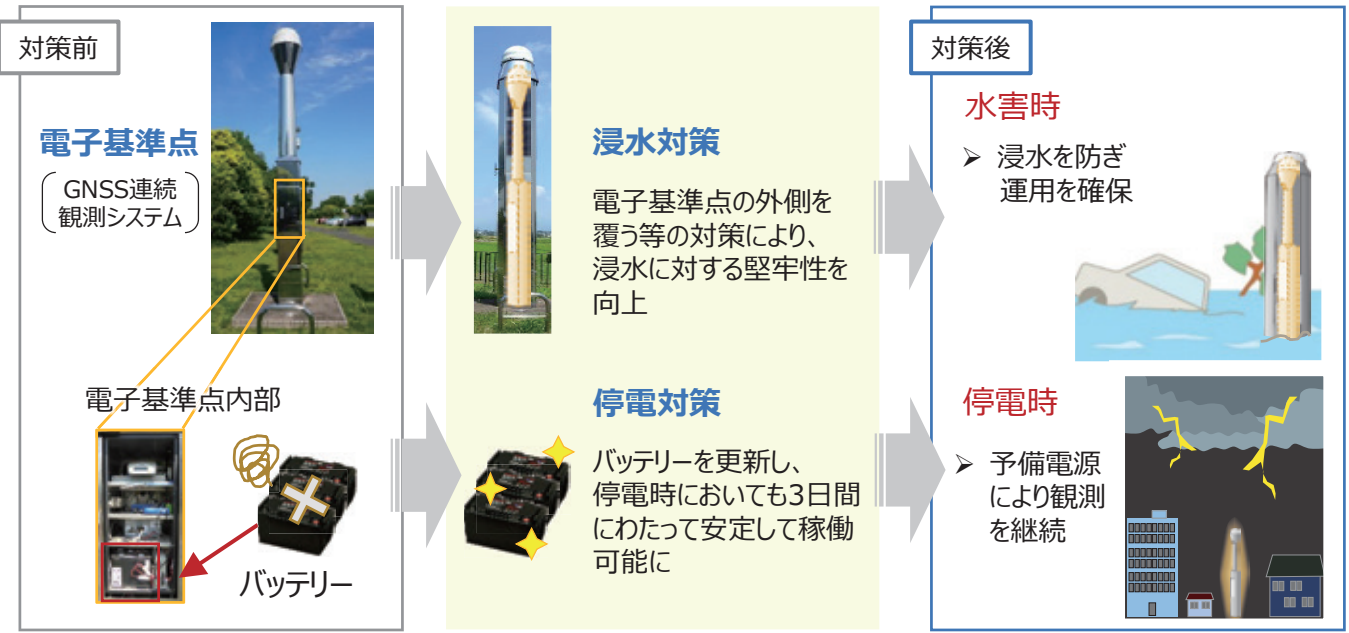 対策前
電子基準点
GNSS連続
観測システム
電子基準点内部
バッテリー
浸水対策
電子基準点の外側を
覆う等の対策により、
浸水に対する堅牢性を
向上
停電対策
バッテリーを更新し、
停電時においても3日間
にわたって安定して稼働
可能に
対策後
水害時
➢ 浸水を防ぎ
運用を確保
停電時
➢ 予備電源
により観測
を継続